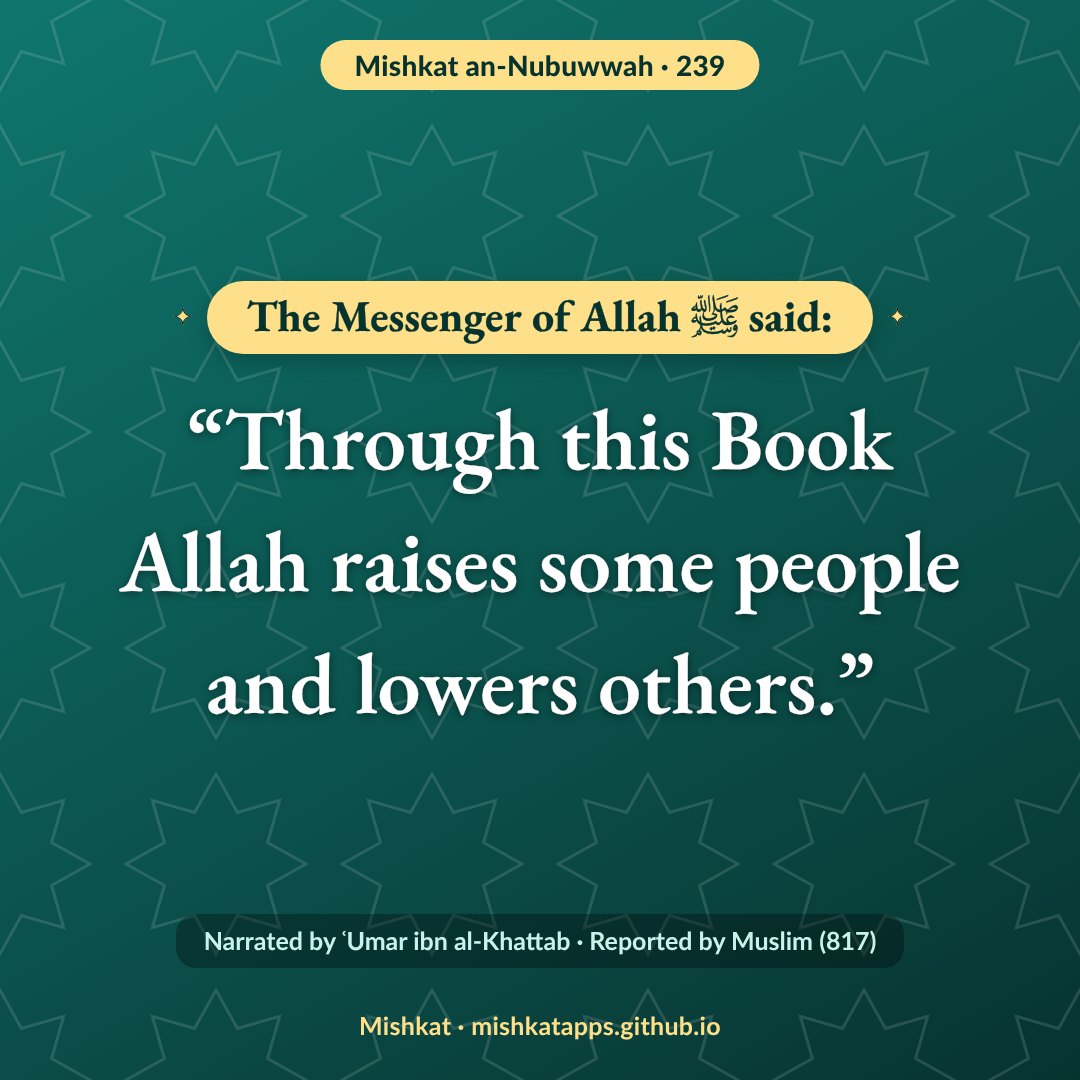 Mishkat an-Nubuwwah · 239
The Messenger of Allah ﷺ said:
“Through this Book
Allah raises some people
and lowers others.”
Narrated by ʿUmar ibn al-Khattab · Reported by Muslim (817)
Mishkat · mishkatapps.github.io